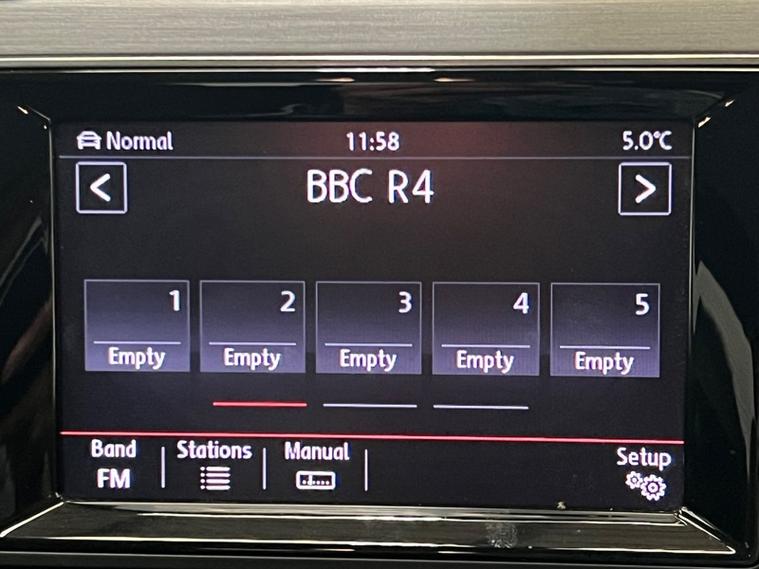 Normal 11:58 5.0°C
< BBC R4 >
1 2 3 4 5
Empty Empty Empty Empty Empty
Band Stations Manual Setup
FM